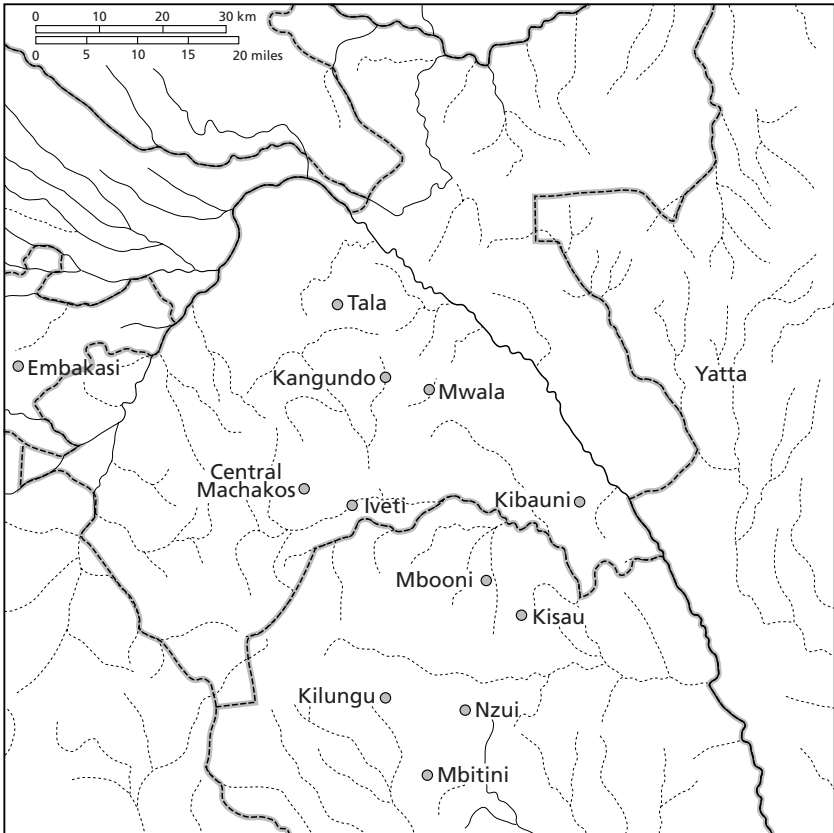 0 10 20 30 km
0 5 10 15 20 miles
Tala
Embakasi
Yatta
Kangundo
Mwala
Central
Machakos
Iveti
Kibauni
Mbooni
Kisau
Kilungu
Nzui
Mbitini